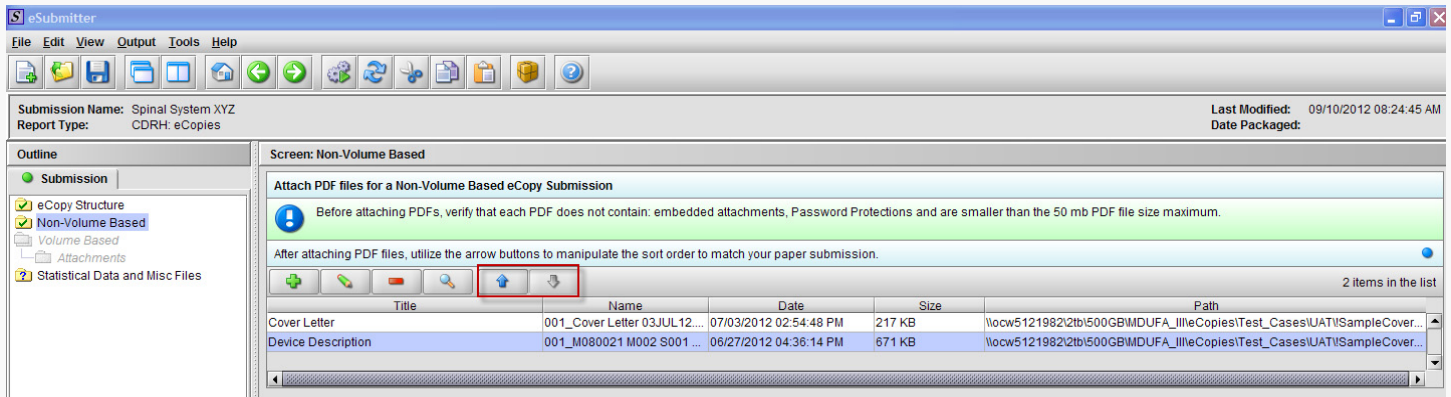 eSubmitter
File Edit View Output Tools Help
Submission Name: Spinal System XYZ
Last Modified: 09/10/2012 08:24:45 AM
Report Type: CDRH: eCopies
Date Packaged:
Outline
Screen: Non-Volume Based
Submission
Attach PDF files for a Non-Volume Based eCopy Submission
eCopy Structure
Before attaching PDFs, verify that each PDF does not contain: embedded attachments, Password Protections and are smaller than the 50 mb PDF file size maximum.
Non-Volume Based
Volume Based
After attaching PDF files, utilize the arrow buttons to manipulate the sort order to match your paper submission.
Attachments
Statistical Data and Misc Files
2 items in the list
Title Name Date Size Path
Cover Letter 001_Cover Letter 03JUL12.... 07/03/2012 02:54:48 PM 217 KB \\ocw5121982\2tb\500GB\MDUFA_III\eCopies\Test_Cases\UAT\!SampleCover...
Device Description 001_M080021 M002 S001 ... 06/27/2012 04:36:14 PM 671 KB \\ocw5121982\2tb\500GB\MDUFA_III\eCopies\Test_Cases\UAT\!SampleCover...